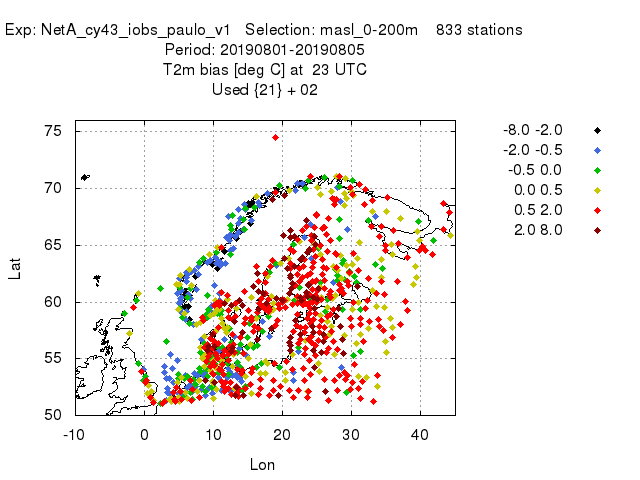 Exp: NetA_cy43_iobs_paulo_v1 Selection: masl_0-200m 833 stations
Period: 20190801-20190805
T2m bias [deg C] at 23 UTC
Used {21} + 02
75
70
65
60
55
50
Lat
-10 0 10 20 30 40
Lon
-8.0 -2.0
-2.0 -0.5
-0.5 0.0
0.0 0.5
0.5 2.0
2.0 8.0